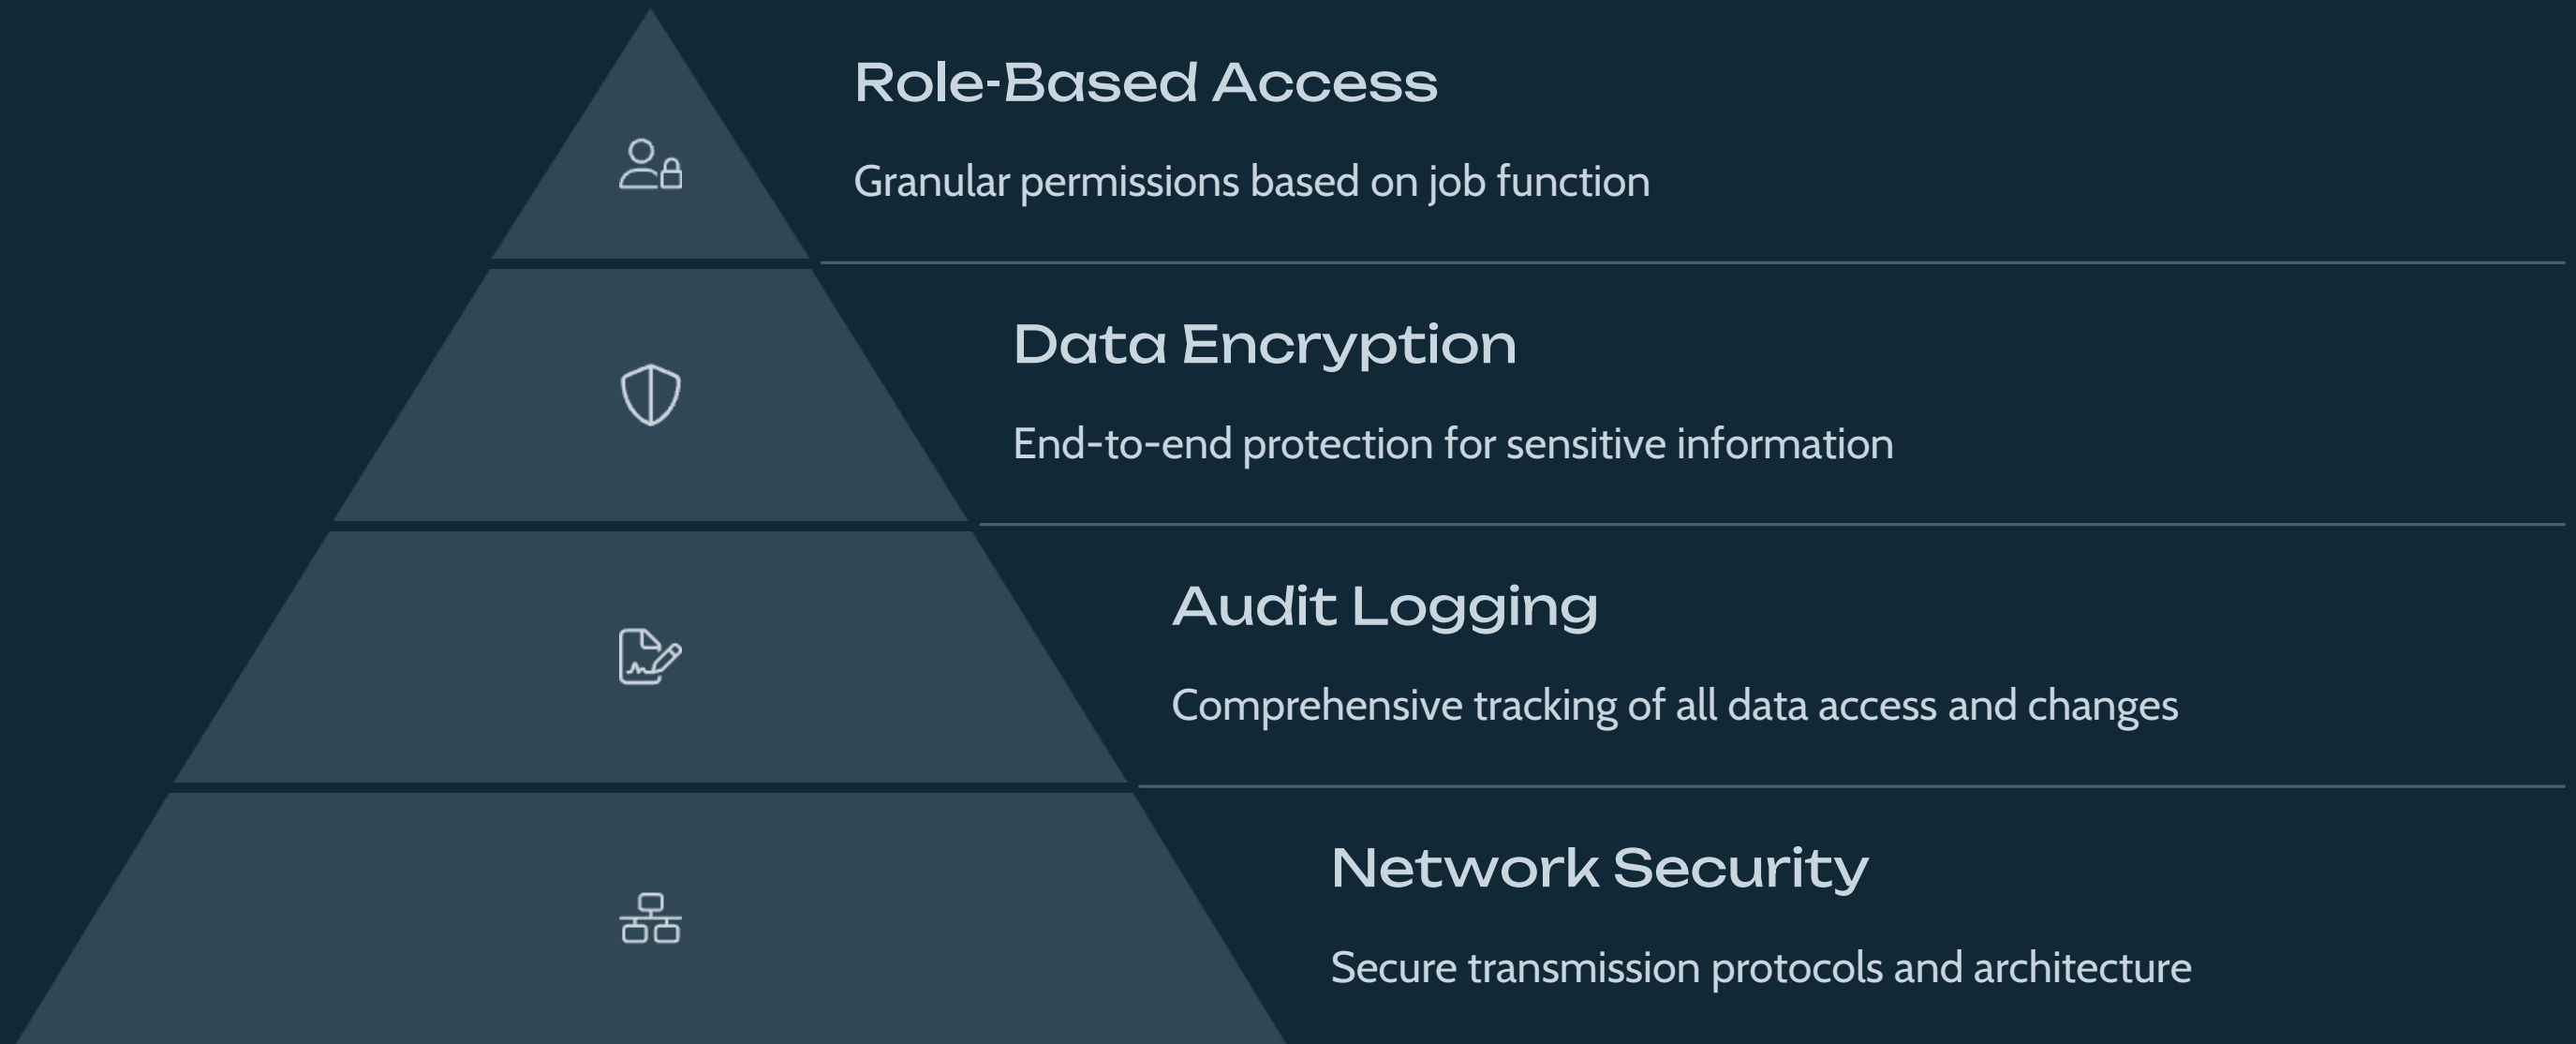 Role-Based Access
Granular permissions based on job function
Data Encryption
End-to-end protection for sensitive information
Audit Logging
Comprehensive tracking of all data access and changes
Network Security
Secure transmission protocols and architecture